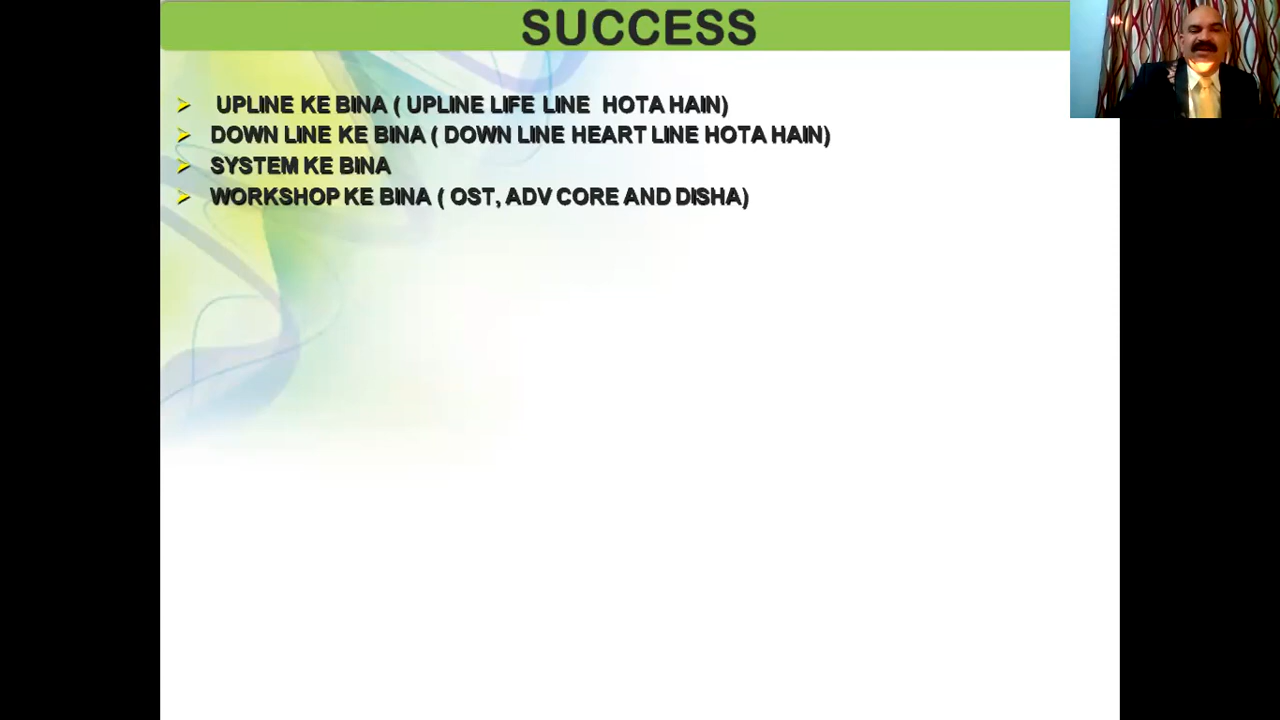 SUCCESS
UPLINE KE BINA ( UPLINE LIFE LINE HOTA HAIN)
DOWN LINE KE BINA ( DOWN LINE HEART LINE HOTA HAIN)
SYSTEM KE BINA
WORKSHOP KE BINA ( OST, ADV CORE AND DISHA)